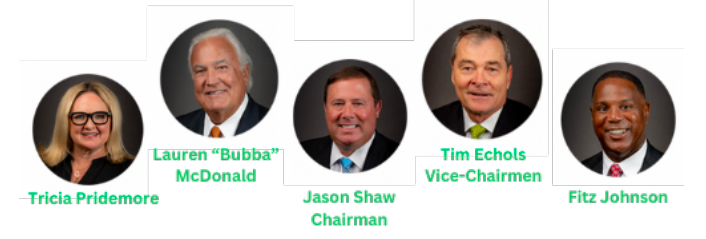 Tricia Pridemore
Lauren “Bubba”
McDonald
Jason Shaw
Chairman
Tim Echols
Vice-Chairmen
Fitz Johnson